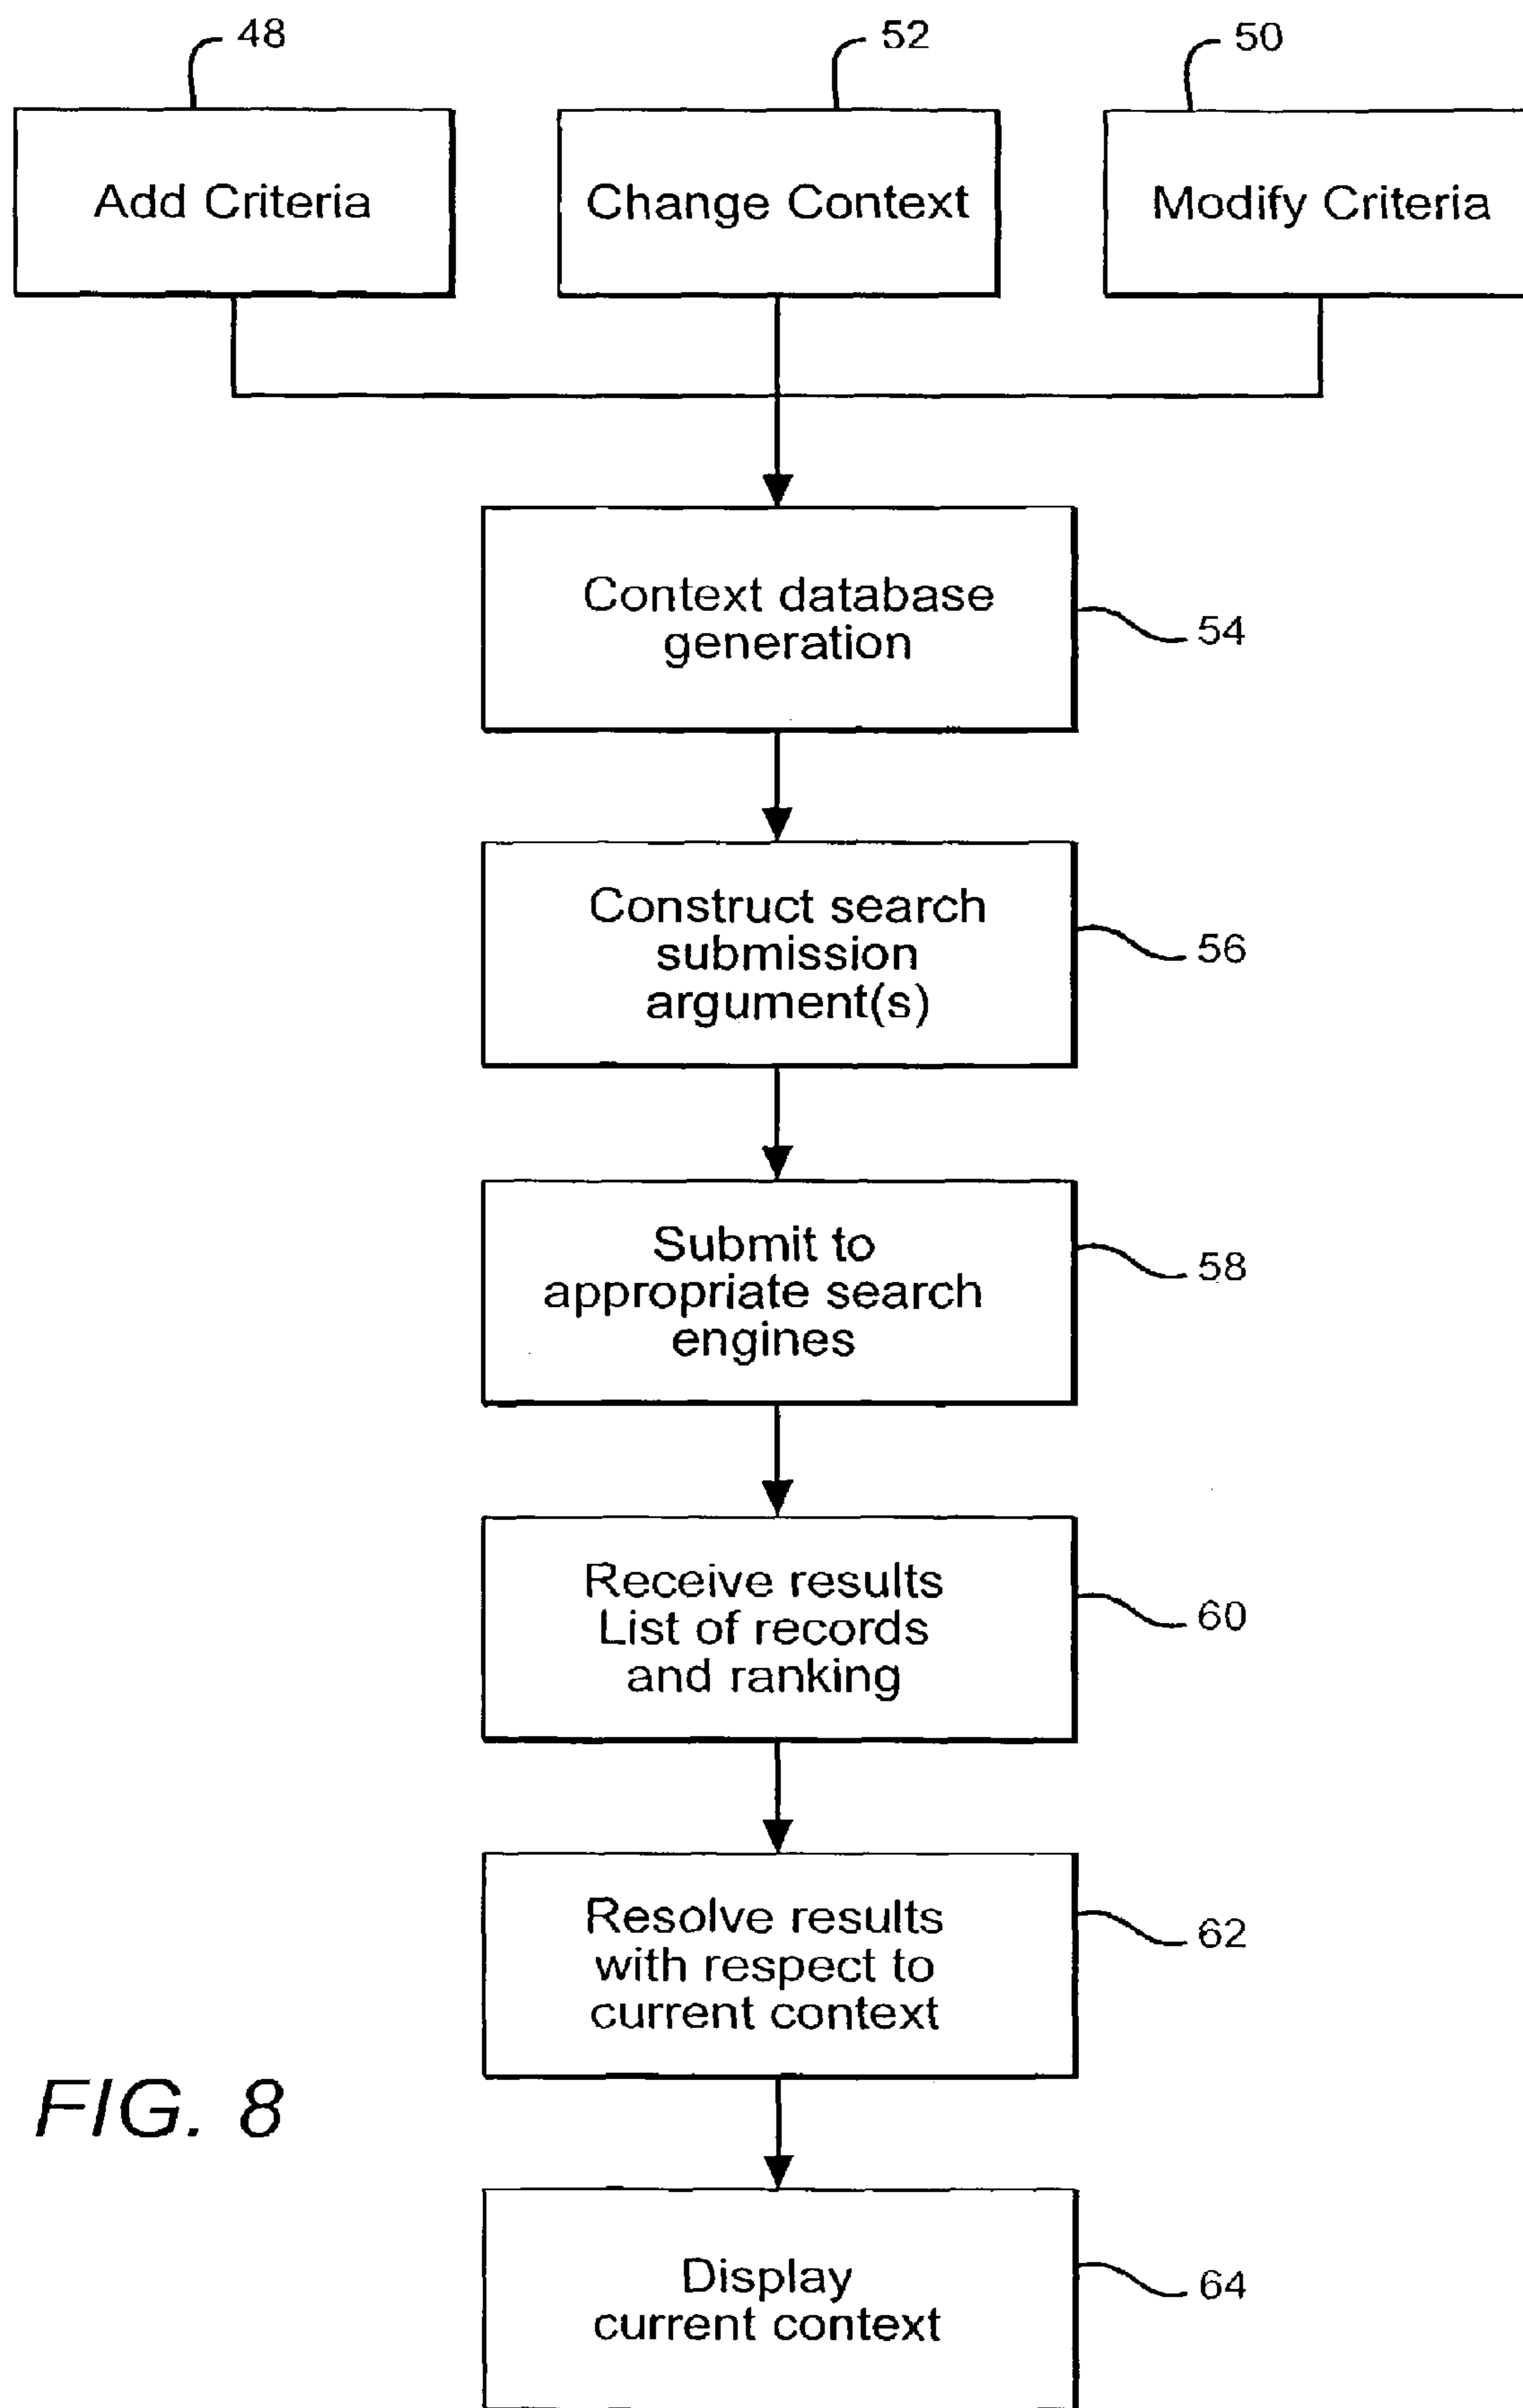 48
52
50
Add Criteria
Change Context
Modify Criteria
Context database
generation
54
Construct search
submission
argument(s)
56
Submit to
appropriate search
engines
58
Receive results
List of records
and ranking
60
Resolve results
with respect to
current context
62
FIG. 8
Display
current context
64